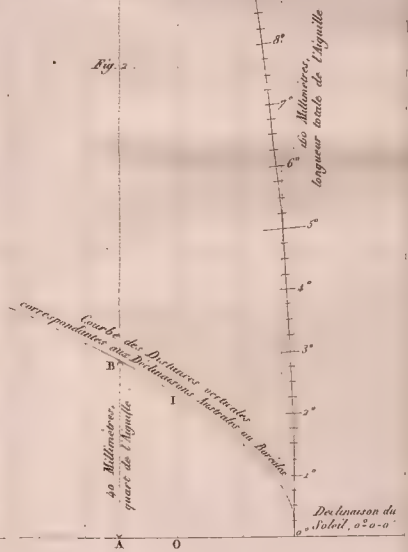 Fig. 2.
8°
7°
6°
5°
4°
3°
2°
1°
0°
160 Millimètres,
longueur totale de l'Aiguille
Courbe des Distances verticales
correspondantes aux Déclinaisons Australes ou Boréales
B
I
40 Millimètres,
quart de l'Aiguille
Declinaison du
Soleil, 0°-0-0
A
O